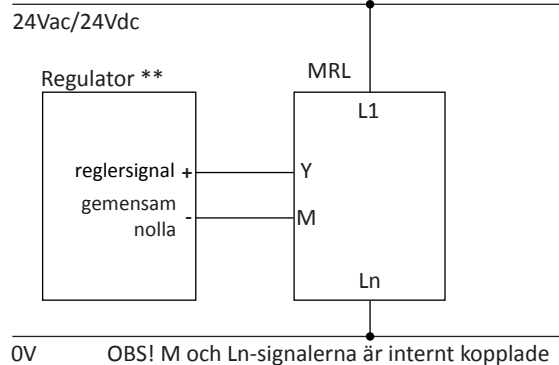 24Vac/24Vdc
Regulator **
MRL
L1
reglersignal +
Y
gemensam
nolla -
M
Ln
0V
OBS! M och Ln-signalerna är internt kopplade